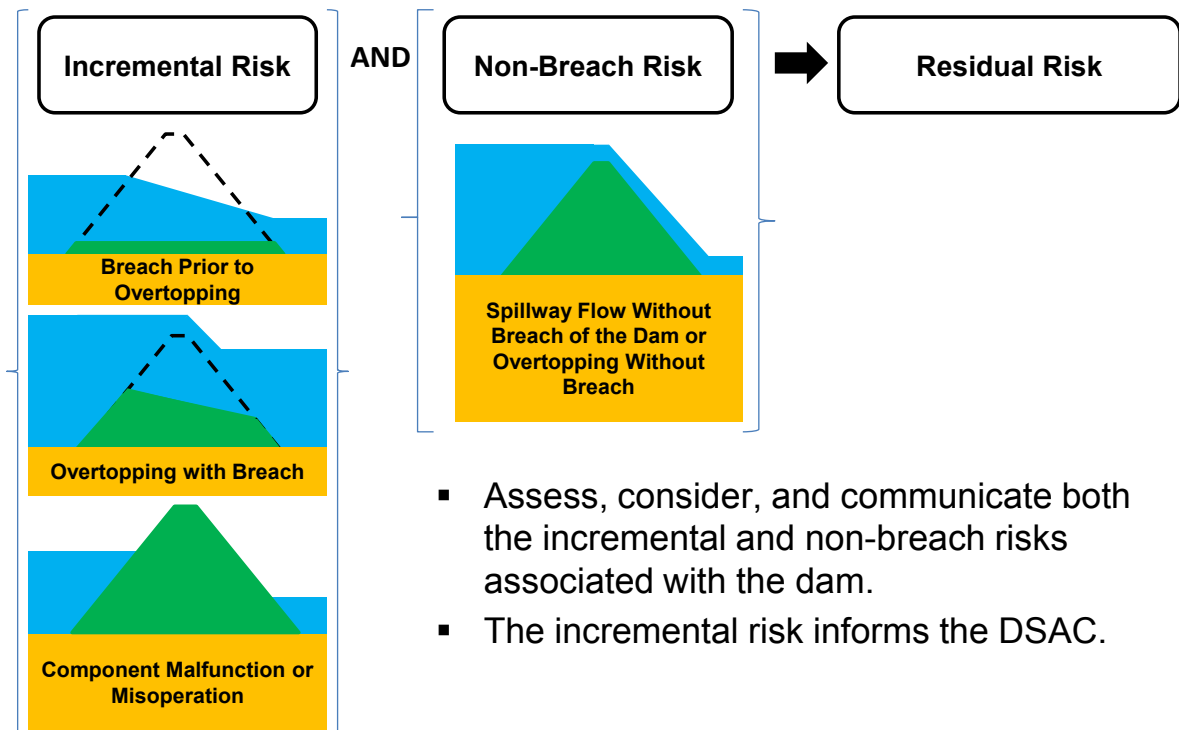 Incremental Risk
AND
Non-Breach Risk
Residual Risk
Breach Prior to
Overtopping
Overtopping with Breach
Component Malfunction or
Misoperation
Spillway Flow Without
Breach of the Dam or
Overtopping Without
Breach
▪ Assess, consider, and communicate both
the incremental and non-breach risks
associated with the dam.
▪ The incremental risk informs the DSAC.